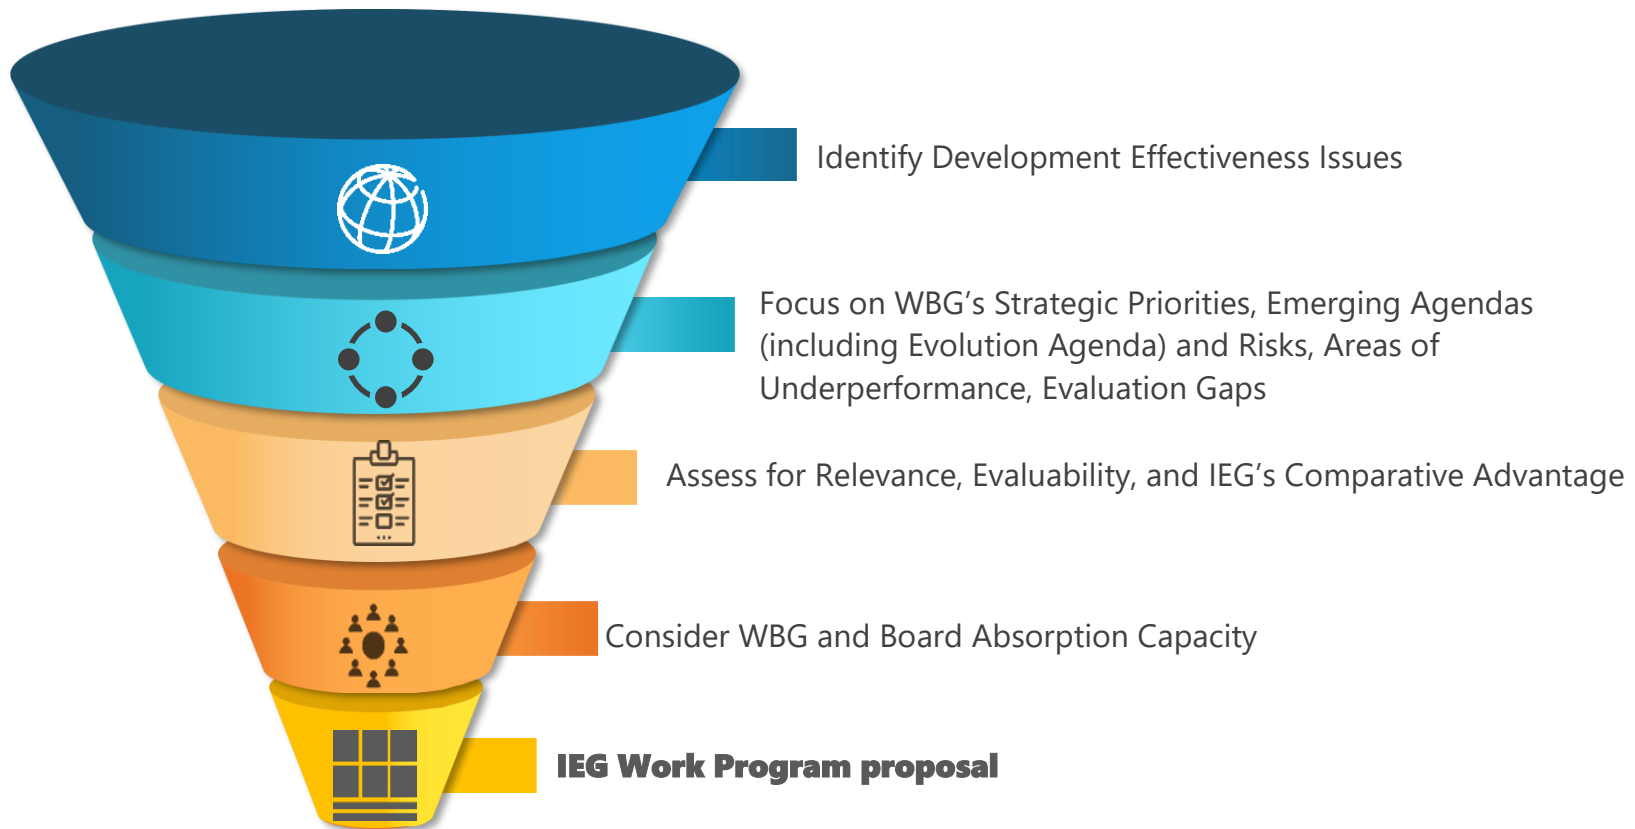 Identify Development Effectiveness Issues
Focus on WBG’s Strategic Priorities, Emerging Agendas
(including Evolution Agenda) and Risks, Areas of
Underperformance, Evaluation Gaps
Assess for Relevance, Evaluability, and IEG’s Comparative Advantage
Consider WBG and Board Absorption Capacity
IEG Work Program proposal